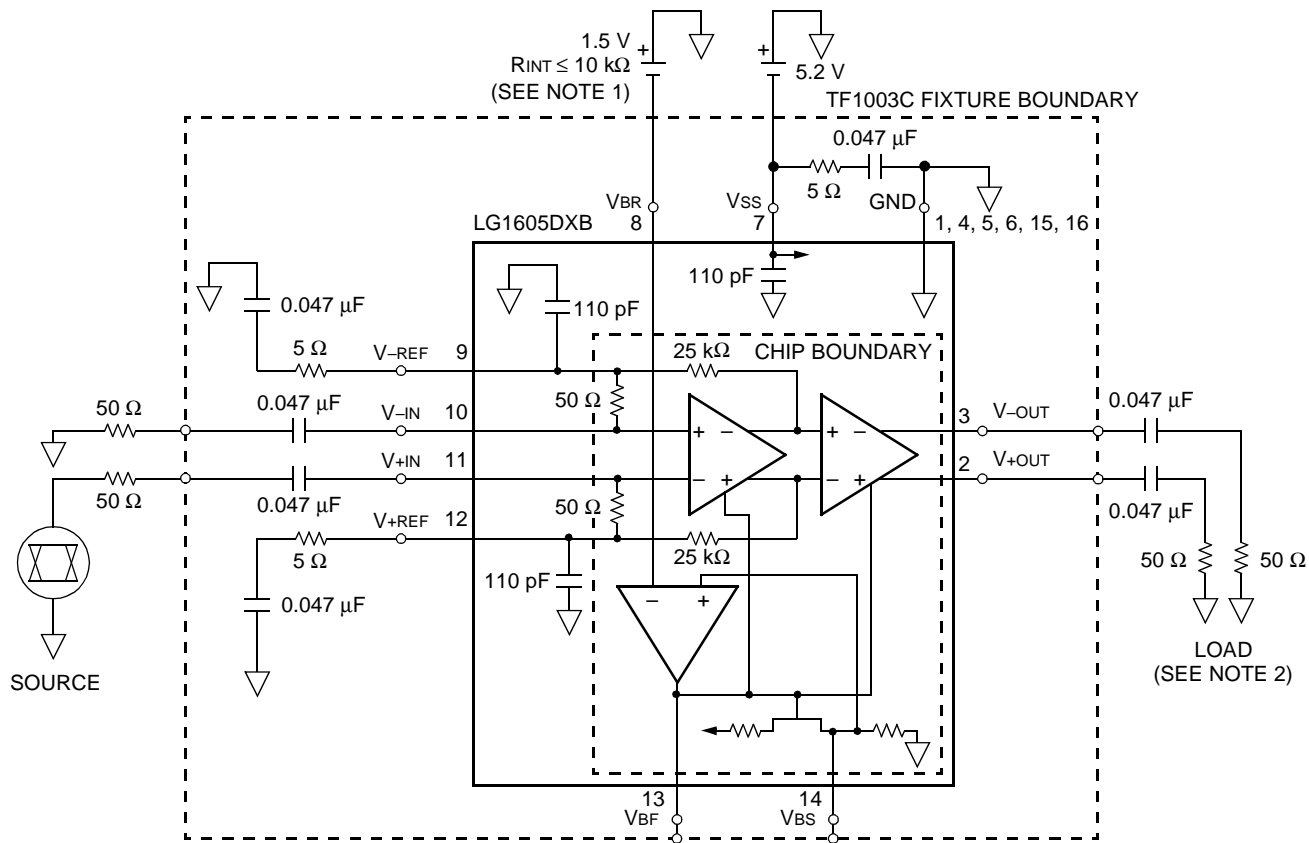 1.5 V
RINT ≤ 10 kΩ
(SEE NOTE 1)
+
+
5.2 V
TF1003C FIXTURE BOUNDARY
0.047 µF
5 Ω
VBR
8
VSS
7
GND
1, 4, 5, 6, 15, 16
LG1605DXB
110 pF
0.047 µF
110 pF
5 Ω
V–REF
9
25 kΩ
CHIP BOUNDARY
50 Ω
50 Ω
0.047 µF
V–IN
10
+ –
+ –
3
V–OUT
0.047 µF
V+IN
11
– +
– +
2
V+OUT
50 Ω
0.047 µF
50 Ω
0.047 µF
V+REF
12
5 Ω
25 kΩ
110 pF
50 Ω
50 Ω
0.047 µF
– +
SOURCE
LOAD
(SEE NOTE 2)
13
VBF
14
VBS